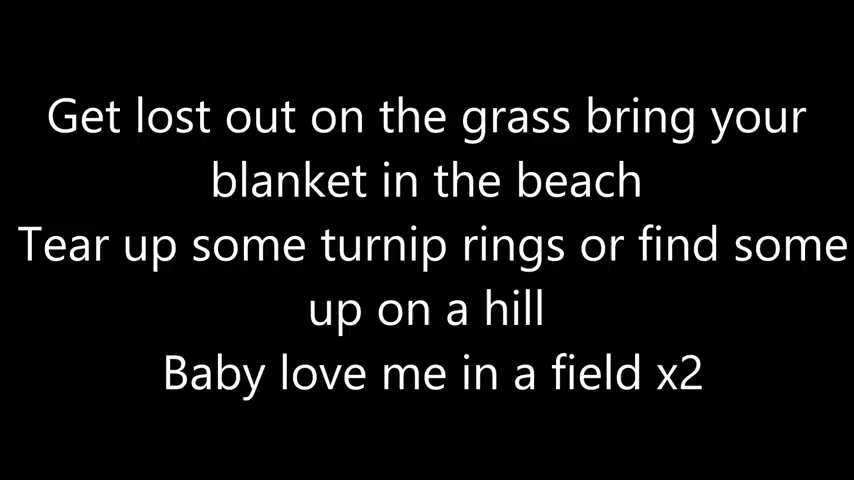 Get lost out on the grass bring your
blanket in the beach
Tear up some turnip rings or find some
up on a hill
Baby love me in a field x2